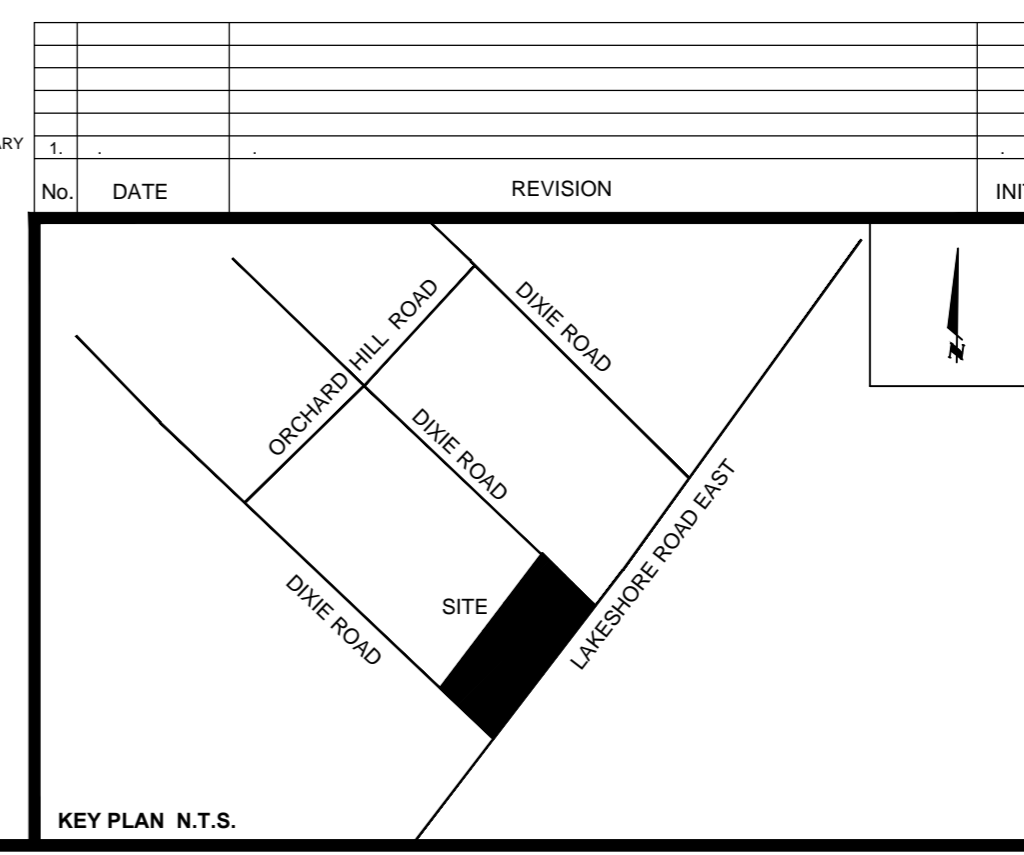 ARY
1. . . .
No. DATE REVISION INIT
DIXIE ROAD
ORCHARD HILL ROAD
DIXIE ROAD
LAKESHORE ROAD EAST
DIXIE ROAD
SITE
N
KEY PLAN N.T.S.